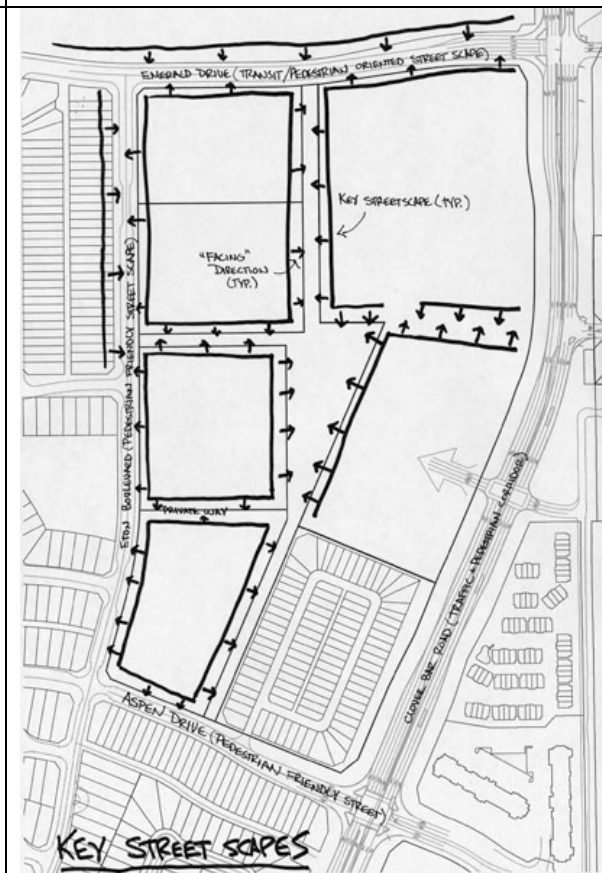 EMERALD DRIVE (TRANSIT/PEDESTRIAN ORIENTED STREET SCAPE)
KEY STREETSCAPE (TYP.)
"FACING"
DIRECTION
(TYP.)
ETON BOULEVARD (PEDESTRIAN FRIENDLY STREET SCAPE)
PRIVATE WAY
CLOVER BAR ROAD (TRAFFIC + PEDESTRIAN CORRIDOR)
ASPEN DRIVE (PEDESTRIAN FRIENDLY STREET)
KEY STREET SCAPES